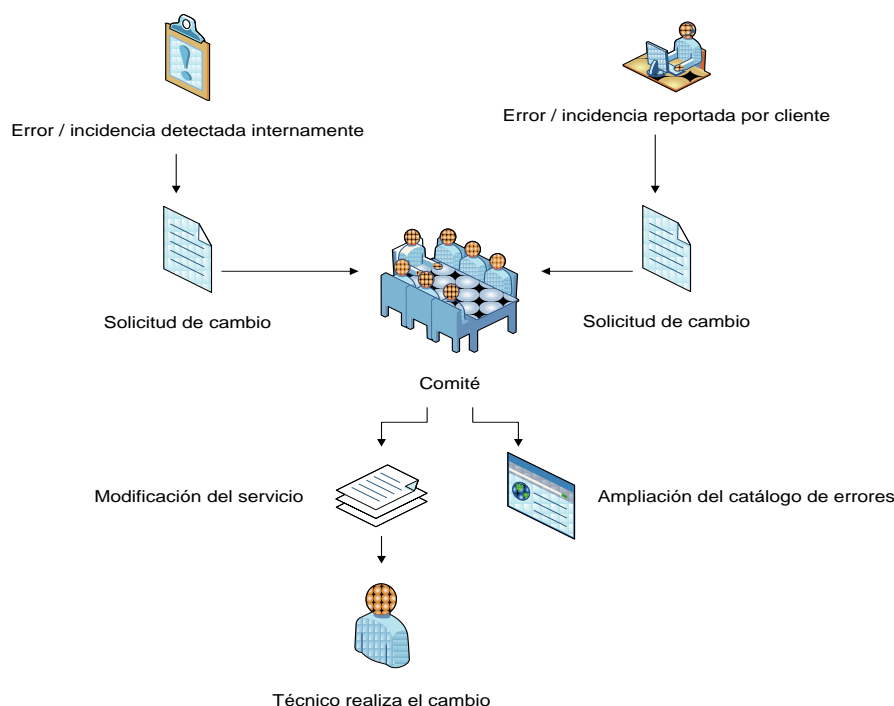 Error / incidencia detectada internamente
Error / incidencia reportada por cliente
Solicitud de cambio
Solicitud de cambio
Comité
Modificación del servicio
Ampliación del catálogo de errores
Técnico realiza el cambio